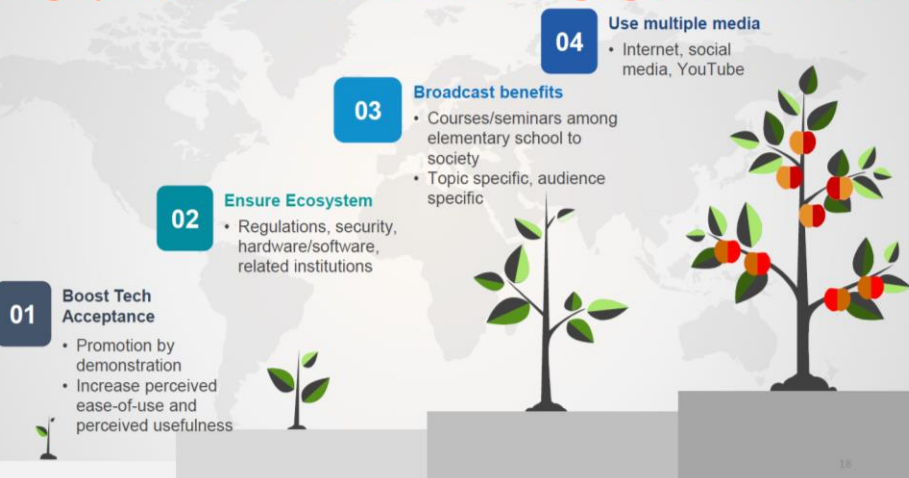 01
Boost Tech
Acceptance
• Promotion by
demonstration
• Increase perceived
ease-of-use and
perceived usefulness
02
Ensure Ecosystem
• Regulations, security,
hardware/software,
related institutions
03
Broadcast benefits
• Courses/seminars among
elementary school to
society
• Topic specific, audience
specific
04
Use multiple media
• Internet, social
media, YouTube
18